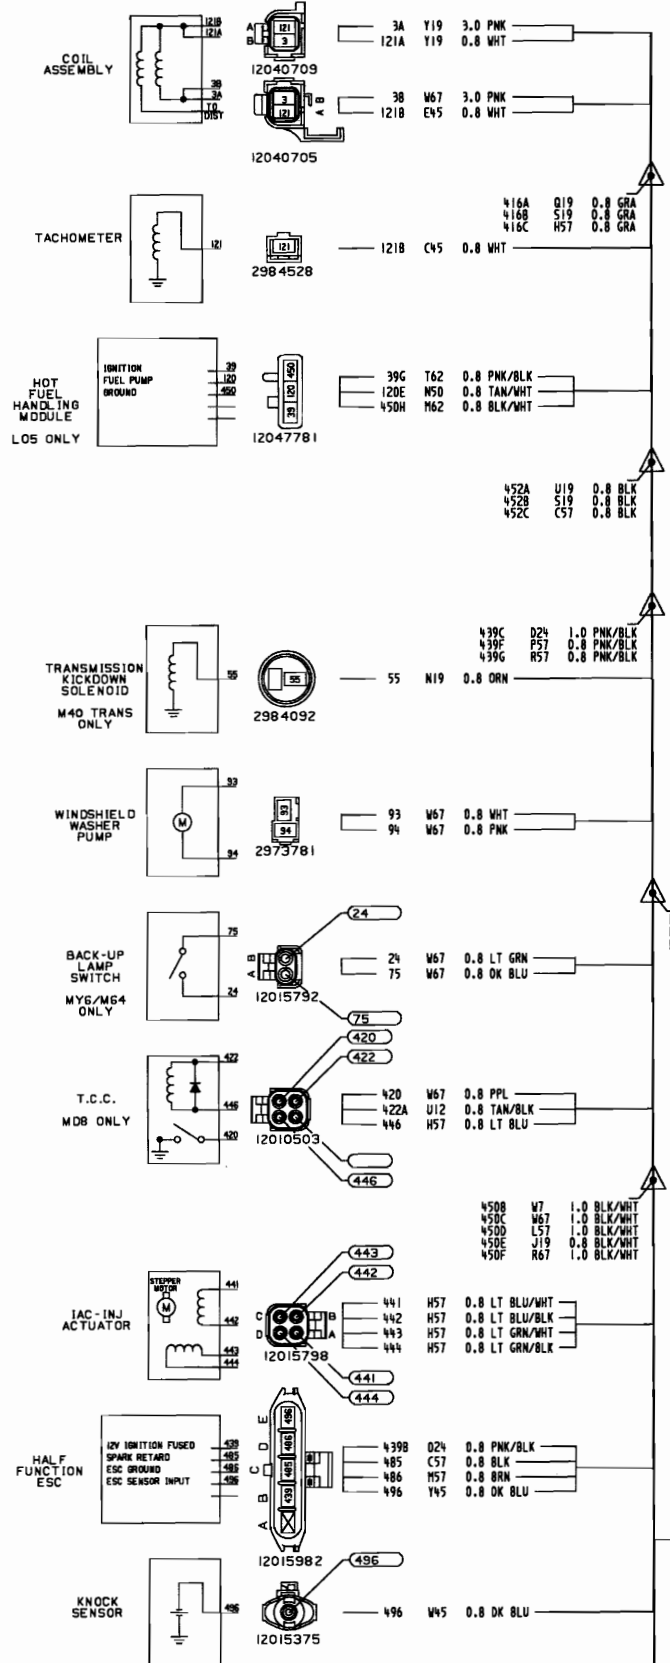 COIL
ASSEMBLY
121B
121A
3B
3A
TO
DIST
A
B
121
3
12040709
3
121
B
A
12040705
3A Y19 3.0 PNK
121A Y19 0.8 WHT
3B W67 3.0 PNK
121B E45 0.8 WHT
416A Q19 0.8 GRA
416B S19 0.8 GRA
416C H57 0.8 GRA
TACHOMETER
121
121
2984528
121B C45 0.8 WHT
HOT
FUEL
HANDLING
MODULE
L05 ONLY
IGNITION 39
FUEL PUMP 120
GROUND 450
450
120
39
12047781
39G T62 0.8 PNK/BLK
120E N50 0.8 TAN/WHT
450H M62 0.8 BLK/WHT
452A U19 0.8 BLK
452B S19 0.8 BLK
452C C57 0.8 BLK
439C D24 1.0 PNK/BLK
439F P57 0.8 PNK/BLK
439G R57 0.8 PNK/BLK
TRANSMISSION
KICKDOWN
SOLENOID
M40 TRANS
ONLY
55
55
2984092
55 N19 0.8 ORN
WINDSHIELD
WASHER
PUMP
93
M
94
93
94
2973781
93 W67 0.8 WHT
94 W67 0.8 PNK
BACK-UP
LAMP
SWITCH
MY6/M64
ONLY
75
24
24
B
A
12015792
75
24 W67 0.8 LT GRN
75 W67 0.8 DK BLU
T.C.C.
MD8 ONLY
422
446
420
420
422
12010503
446
420 W67 0.8 PPL
422A U12 0.8 TAN/BLK
446 H57 0.8 LT BLU
450B W7 1.0 BLK/WHT
450C W67 1.0 BLK/WHT
450D L57 1.0 BLK/WHT
450E J19 0.8 BLK/WHT
450F R67 1.0 BLK/WHT
IAC-INJ
ACTUATOR
STEPPER
MOTOR
M
441
442
443
444
443
442
C
B
D
A
12015798
441
444
441 H57 0.8 LT BLU/WHT
442 H57 0.8 LT BLU/BLK
443 H57 0.8 LT GRN/WHT
444 H57 0.8 LT GRN/BLK
HALF
FUNCTION
ESC
12V IGNITION FUSED 439
SPARK RETARD 485
ESC GROUND 486
ESC SENSOR INPUT 496
E
D
C
B
A
496
486
485
439
12015982
439B D24 0.8 PNK/BLK
485 C57 0.8 BLK
486 M57 0.8 BRN
496 Y45 0.8 DK BLU
KNOCK
SENSOR
496
496
12015375
496 W45 0.8 DK BLU